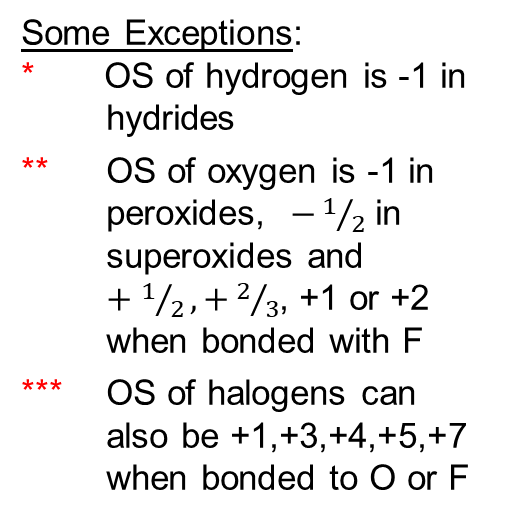 Some Exceptions:
* OS of hydrogen is -1 in
hydrides
** OS of oxygen is -1 in
peroxides, − 1/2 in
superoxides and
+ 1/2, + 2/3, +1 or +2
when bonded with F
*** OS of halogens can
also be +1,+3,+4,+5,+7
when bonded to O or F